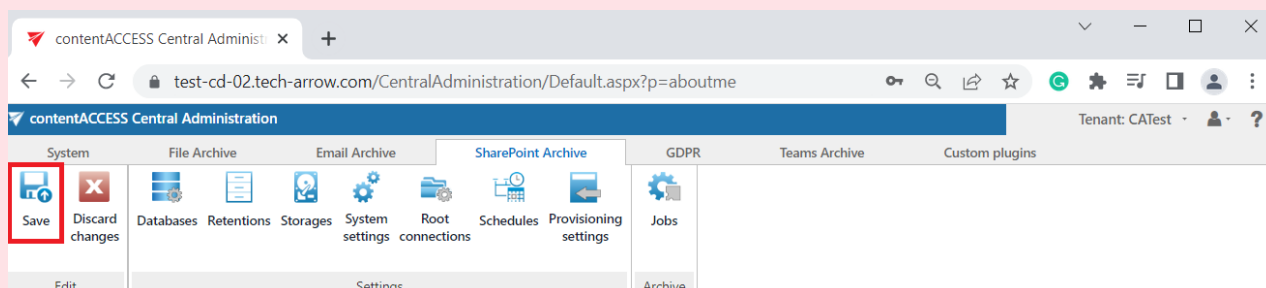 contentACCESS Central Administr
test-cd-02.tech-arrow.com/CentralAdministration/Default.aspx?p=aboutme
contentACCESS Central Administration
Tenant: CATest
System File Archive Email Archive SharePoint Archive GDPR Teams Archive Custom plugins
Save Discard changes Databases Retentions Storages System settings Root connections Schedules Provisioning settings Jobs
Edit Settings Archive